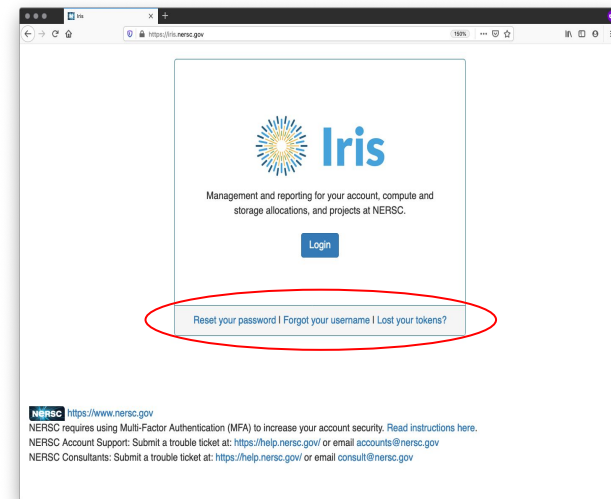 Iris
https://iris.nersc.gov
150%
Iris
Management and reporting for your account, compute and
storage allocations, and projects at NERSC.
Login
Reset your password | Forgot your username | Lost your tokens?
NERSC https://www.nersc.gov
NERSC requires using Multi-Factor Authentication (MFA) to increase your account security. Read instructions here.
NERSC Account Support: Submit a trouble ticket at: https://help.nersc.gov/ or email accounts@nersc.gov
NERSC Consultants: Submit a trouble ticket at: https://help.nersc.gov/ or email consult@nersc.gov